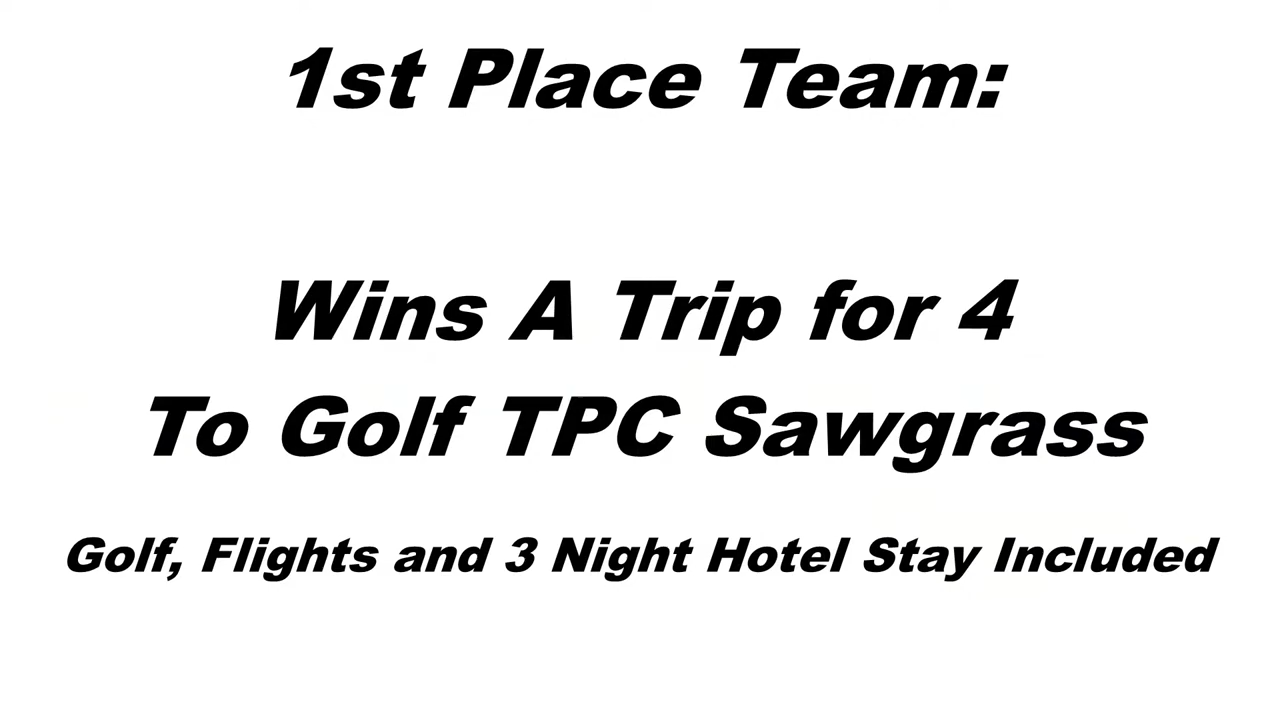 1st Place Team:
Wins A Trip for 4
To Golf TPC Sawgrass
Golf, Flights and 3 Night Hotel Stay Included